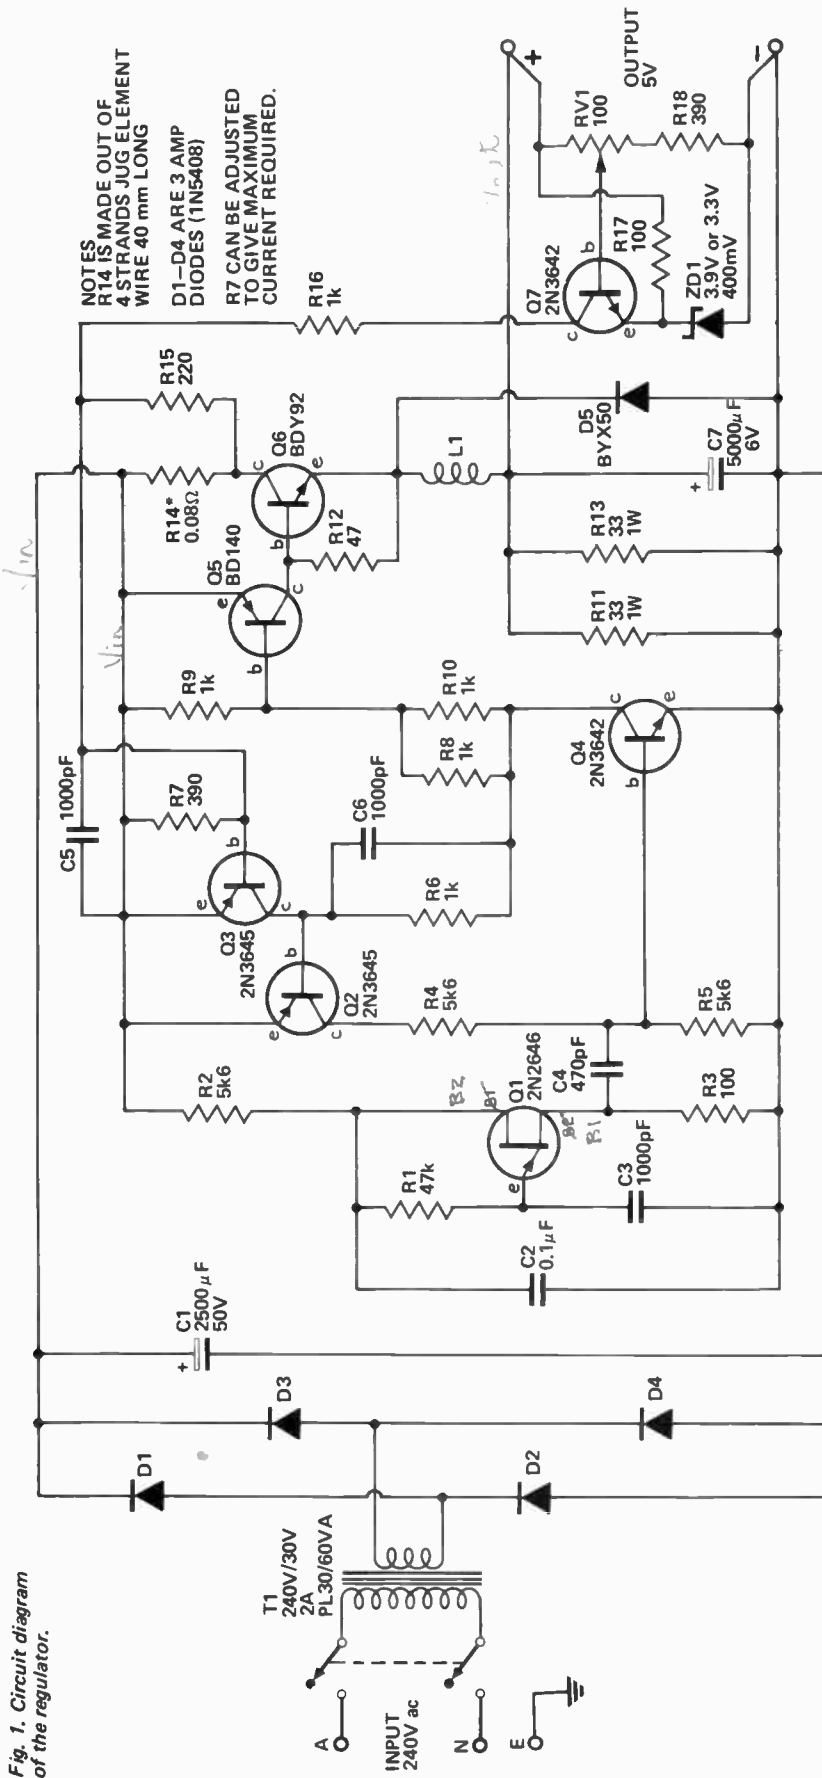 Fig. 1. Circuit diagram
of the regulator.
A
INPUT
240V ac
N
E
T1
240V/30V
2A
PL30/60VA
D1
D2
D3
D4
+
C1
2500µF
50V
C2
0.1µF
R1
47k
C3
1000pF
R2
5k6
e
B2
B1
B1
Q1
2N2646
C4
470pF
R3
100
e
b
c
Q2
2N3645
R4
5k6
R5
5k6
e
b
c
Q3
2N3645
C5
1000pF
R7
390
R6
1k
C6
1000pF
R8
1k
R9
1k
R10
1k
b
c
e
Q4
2N3642
Vin
e
b
c
Q5
BD140
Vin
R14*
0.08Ω
R15
220
c
b
e
Q6
BDY92
R12
47
R11
33
1W
R13
33
1W
L1
+
C7
5000µF
6V
D5
BYX50
R16
1k
c
b
e
Q7
2N3642
R17
100
ZD1
3.9V or 3.3V
400mV
RV1
100
R18
390
OUTPUT
5V
+
–
NOTES
R14 IS MADE OUT OF
4 STRANDS JUG ELEMENT
WIRE 40 mm LONG
D1–D4 ARE 3 AMP
DIODES (1N5408)
R7 CAN BE ADJUSTED
TO GIVE MAXIMUM
CURRENT REQUIRED.